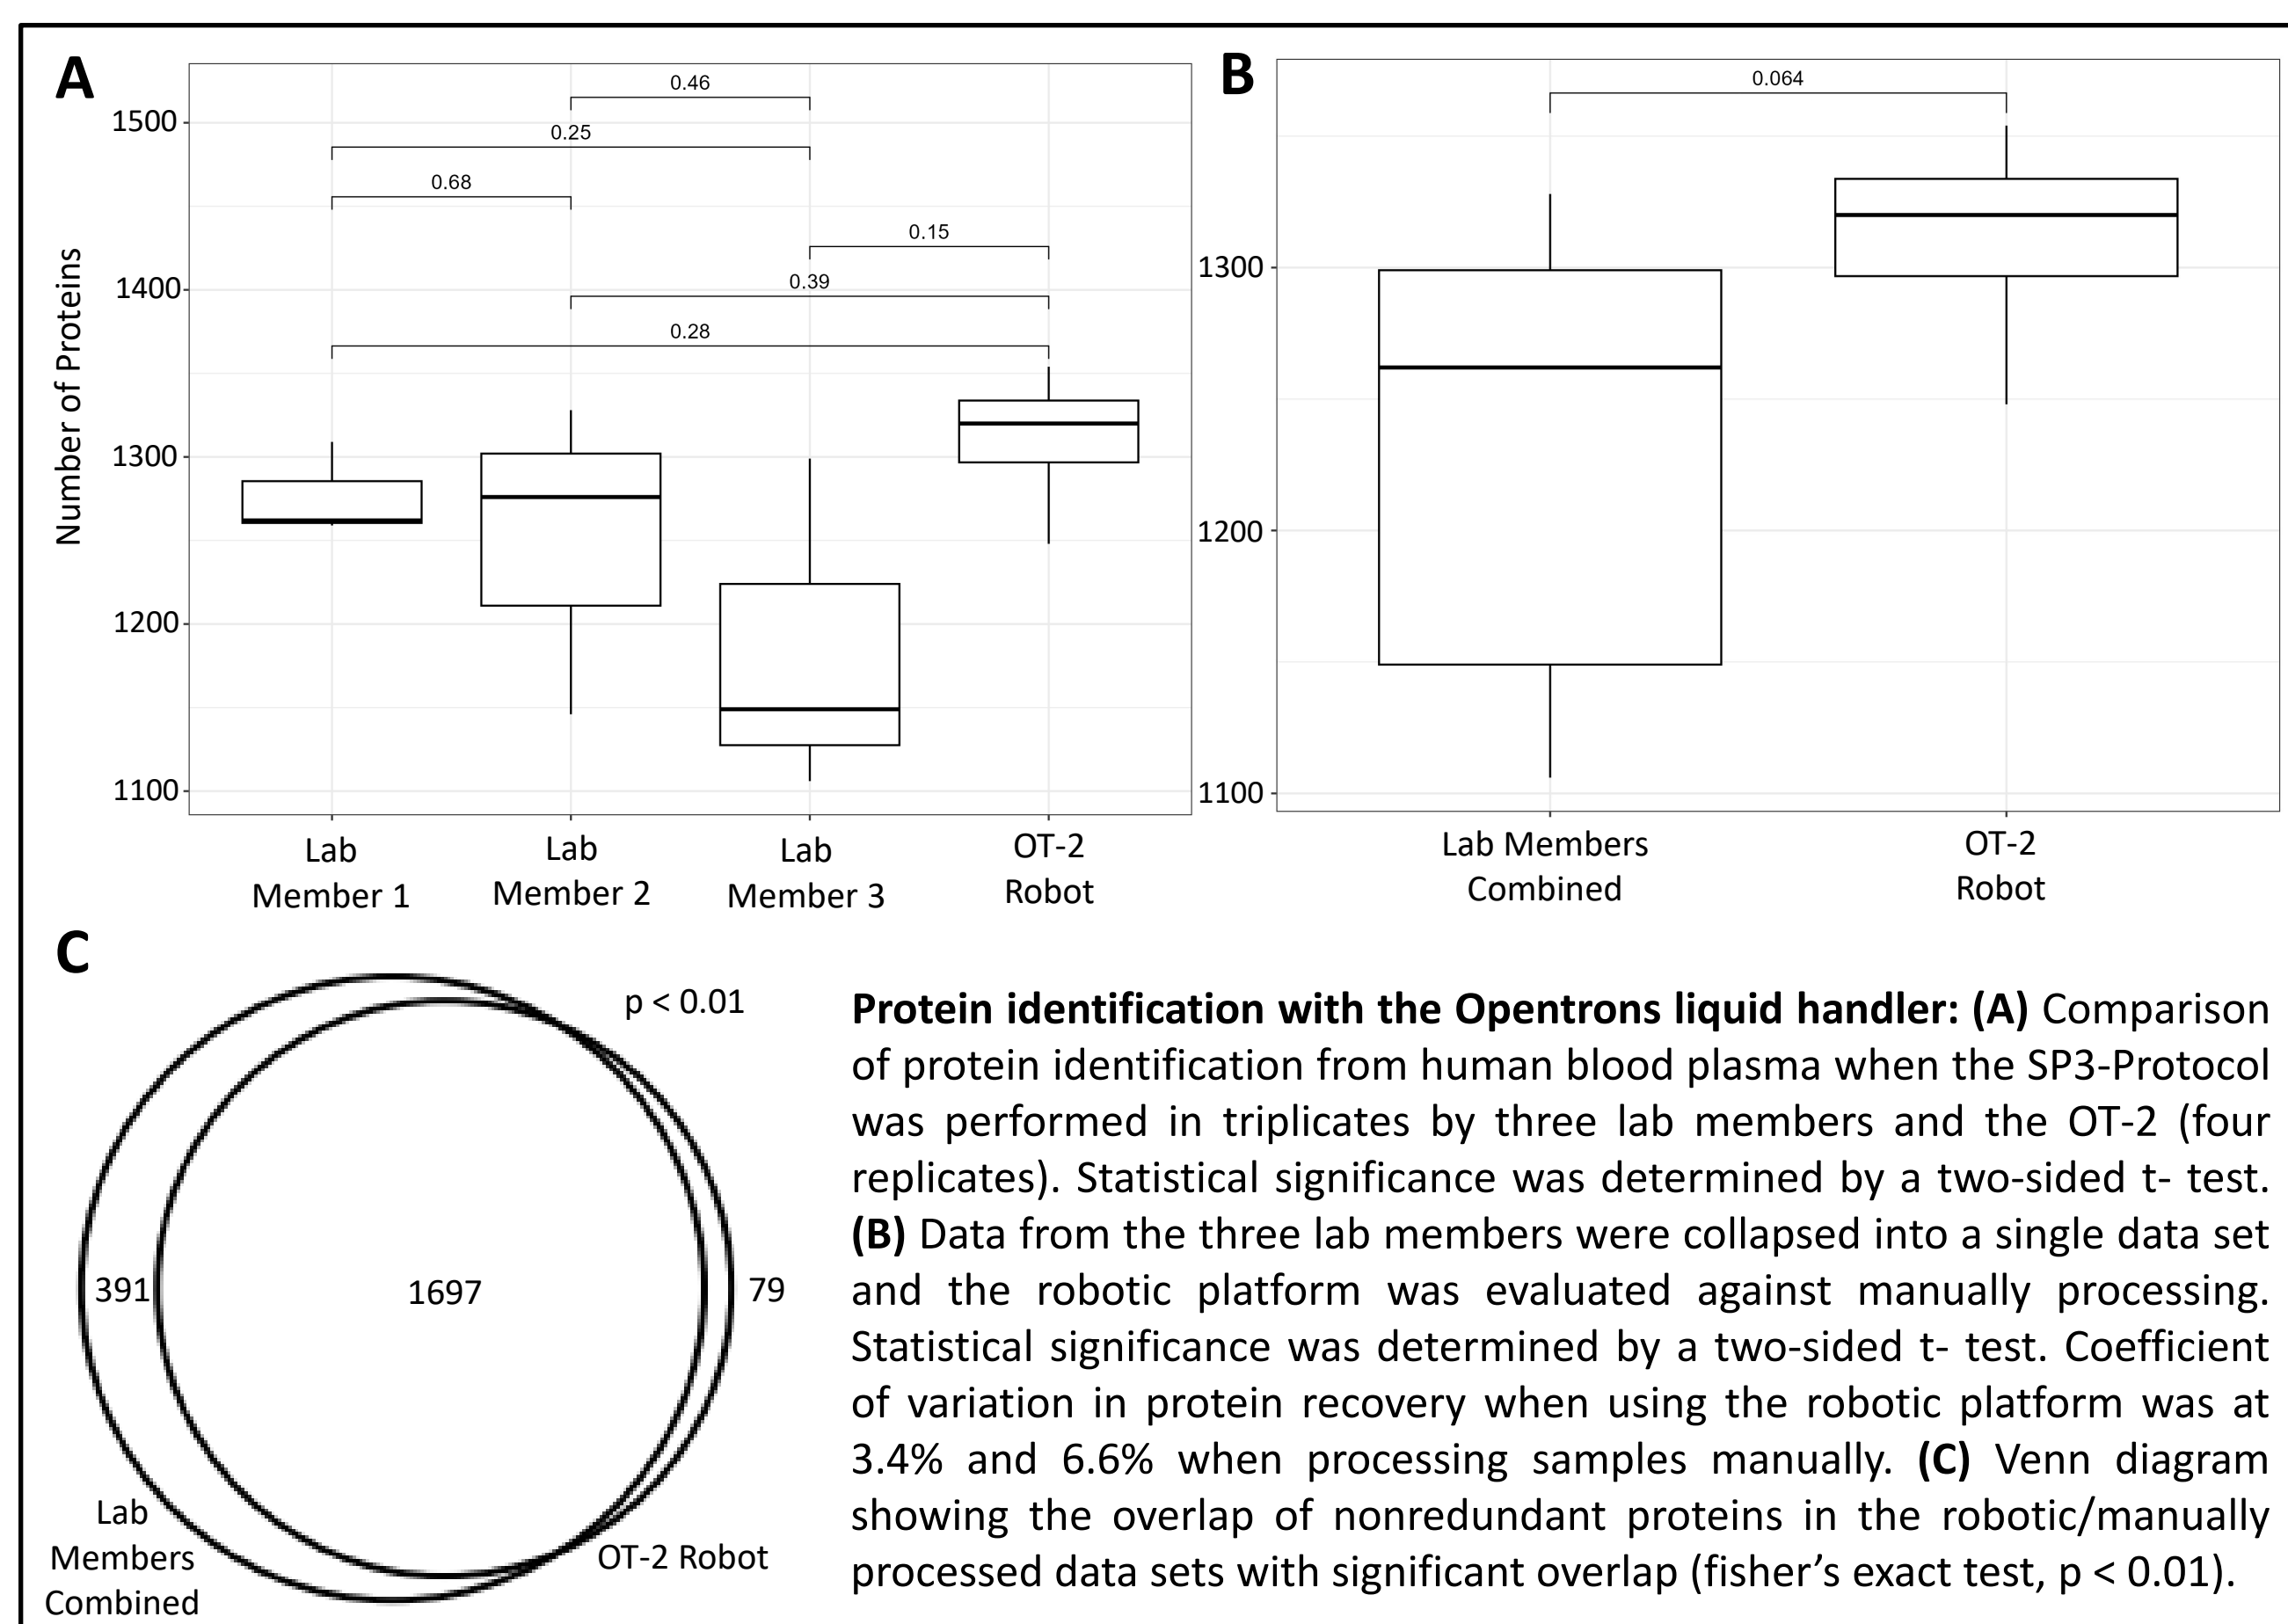 A
Number of Proteins
1500
1400
1300
1200
1100
0.46
0.25
0.68
0.15
0.39
0.28
Lab
Member 1
Lab
Member 2
Lab
Member 3
OT-2
Robot
B
0.064
1300
1200
1100
Lab Members
Combined
OT-2
Robot
C
p < 0.01
391
1697
79
Lab
Members
Combined
OT-2 Robot
Protein identification with the Opentrons liquid handler: (A) Comparison
of protein identification from human blood plasma when the SP3-Protocol
was performed in triplicates by three lab members and the OT-2 (four
replicates). Statistical significance was determined by a two-sided t- test.
(B) Data from the three lab members were collapsed into a single data set
and the robotic platform was evaluated against manually processing.
Statistical significance was determined by a two-sided t- test. Coefficient
of variation in protein recovery when using the robotic platform was at
3.4% and 6.6% when processing samples manually. (C) Venn diagram
showing the overlap of nonredundant proteins in the robotic/manually
processed data sets with significant overlap (fisher's exact test, p < 0.01).